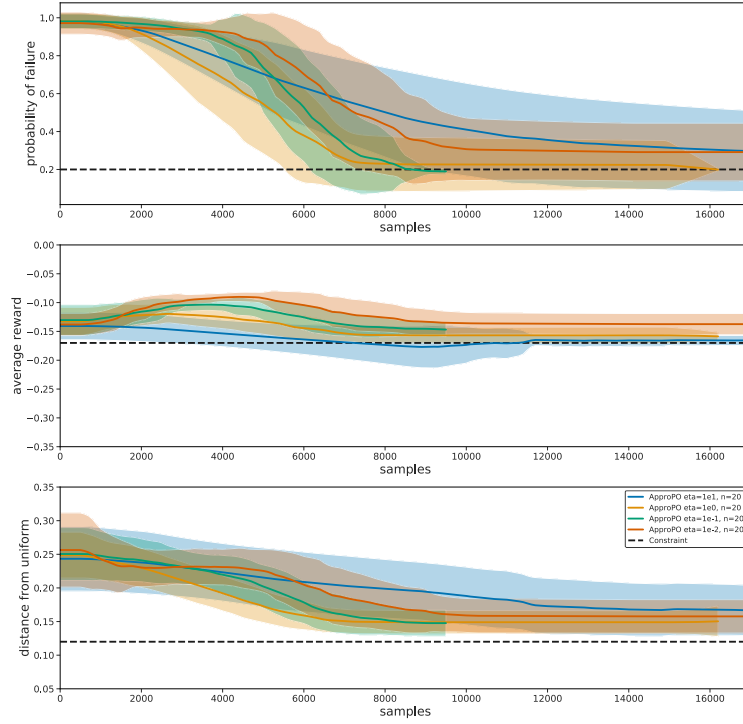 1.0
0.8
0.6
0.4
0.2
probability of failure
0 2000 4000 6000 8000 10000 12000 14000 16000
samples
0.00
−0.05
−0.10
−0.15
−0.20
−0.25
−0.30
−0.35
average reward
0 2000 4000 6000 8000 10000 12000 14000 16000
samples
0.35
0.30
0.25
0.20
0.15
0.10
0.05
distance from uniform
ApproPO eta=1e1, n=20
ApproPO eta=1e0, n=20
ApproPO eta=1e-1, n=20
ApproPO eta=1e-2, n=20
Constraint
0 2000 4000 6000 8000 10000 12000 14000 16000
samples